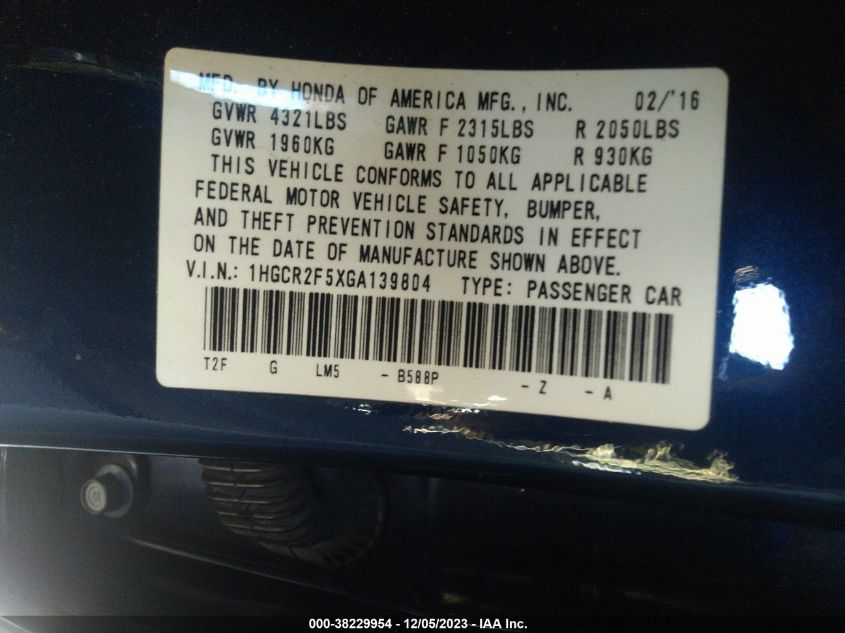 MFD. BY HONDA OF AMERICA MFG., INC. 02/'16
GVWR 4321LBS GAWR F 2315LBS R 2050LBS
GVWR 1960KG GAWR F 1050KG R 930KG
THIS VEHICLE CONFORMS TO ALL APPLICABLE
FEDERAL MOTOR VEHICLE SAFETY, BUMPER,
AND THEFT PREVENTION STANDARDS IN EFFECT
ON THE DATE OF MANUFACTURE SHOWN ABOVE.
V.I.N.: 1HGCR2F5XGA139804 TYPE: PASSENGER CAR
T2F G LM5 - B588P - Z - A
000-38229954 - 12/05/2023 - IAA Inc.